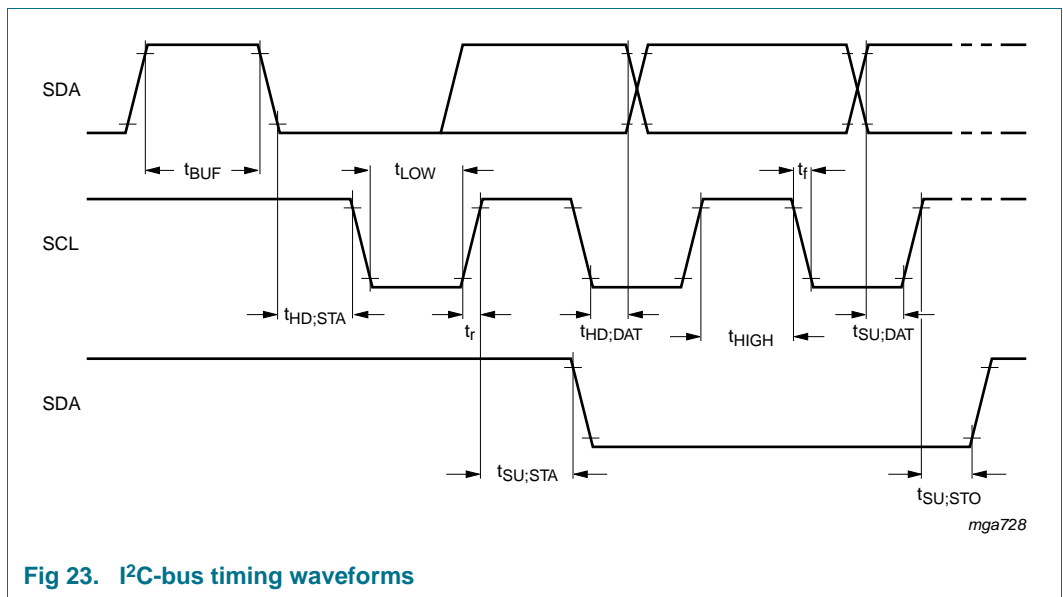 SDA
tBUF
tLOW
tf
SCL
tHD;STA
tr
tHD;DAT
tHIGH
tSU;DAT
SDA
tSU;STA
tSU;STO
mga728
Fig 23. I2C-bus timing waveforms